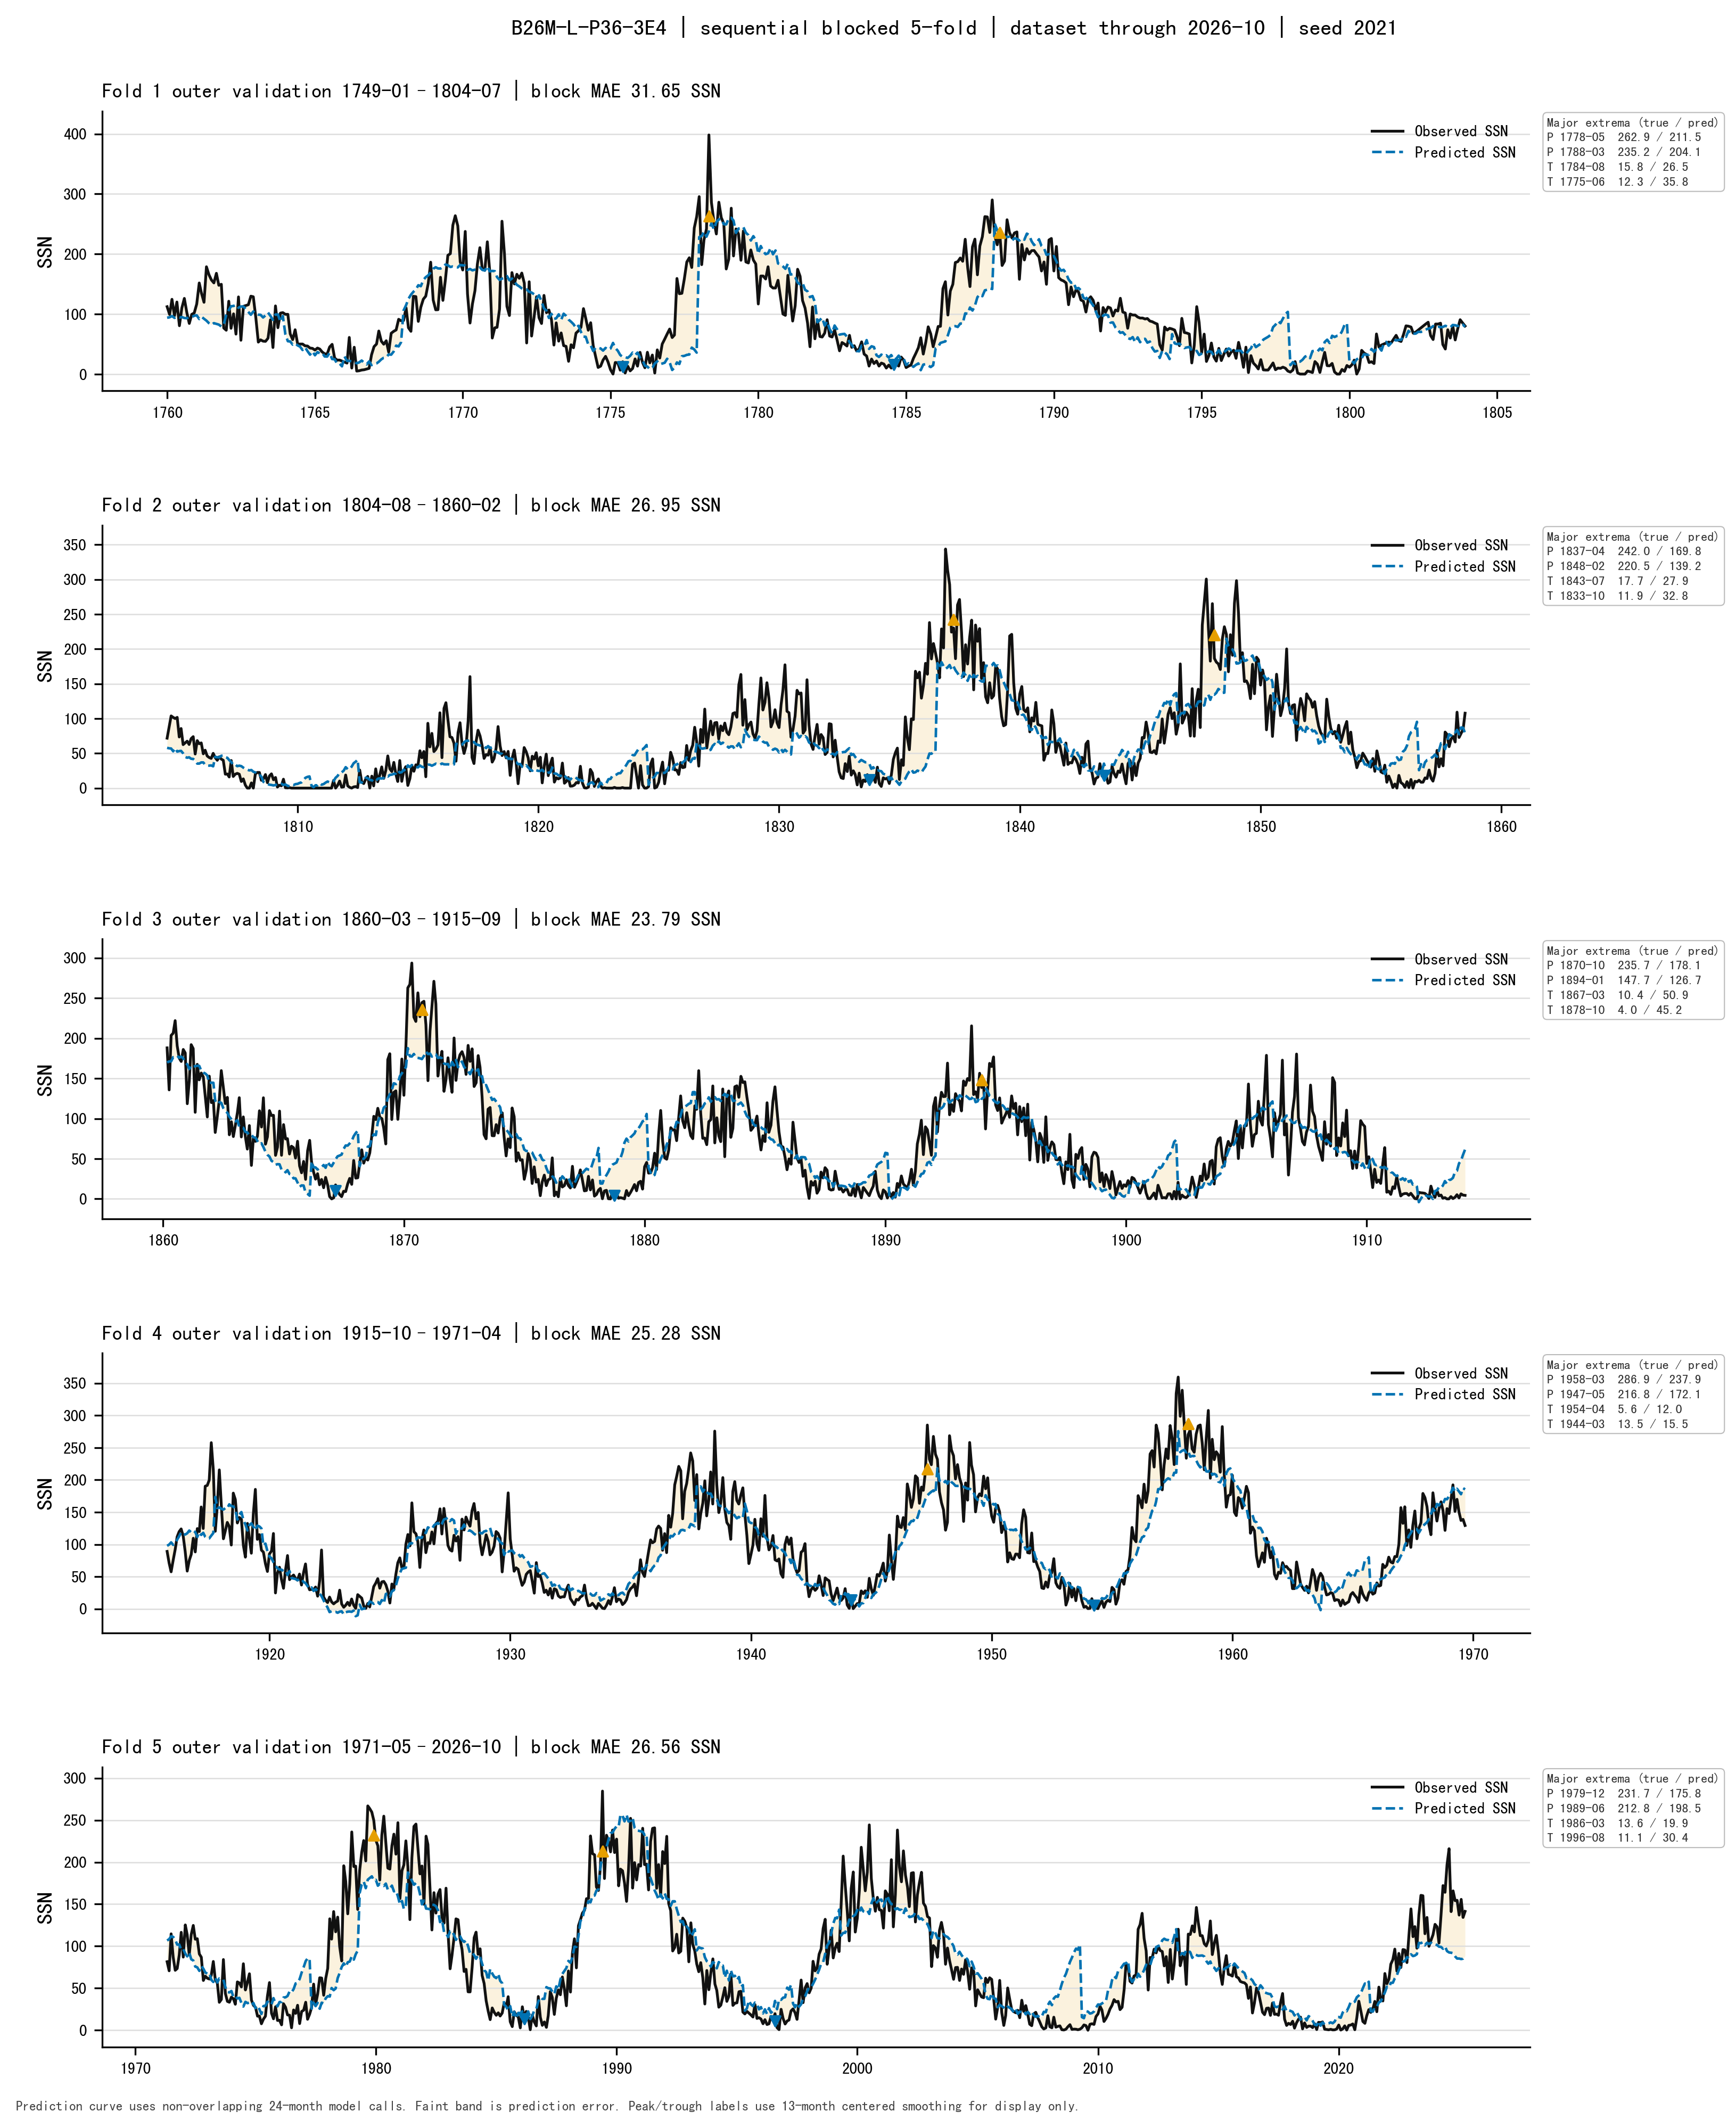 B26M-L-P36-3E4 | sequential blocked 5-fold | dataset through 2026-10 | seed 2021
Fold 1 outer validation 1749-01 - 1804-07 | block MAE 31.65 SSN
SSN
400
300
200
100
0
1760 1765 1770 1775 1780 1785 1790 1795 1800 1805
Observed SSN
Predicted SSN
Major extrema (true / pred)
P 1778-05 262.9 / 211.5
P 1788-03 235.2 / 204.1
T 1784-08 15.8 / 26.5
T 1775-06 12.3 / 35.8
Fold 2 outer validation 1804-08 - 1860-02 | block MAE 26.95 SSN
SSN
350
300
250
200
150
100
50
0
1810 1820 1830 1840 1850 1860
Observed SSN
Predicted SSN
Major extrema (true / pred)
P 1837-04 242.0 / 169.8
P 1848-02 220.5 / 139.2
T 1843-07 17.7 / 27.9
T 1833-10 11.9 / 32.8
Fold 3 outer validation 1860-03 - 1915-09 | block MAE 23.79 SSN
SSN
300
250
200
150
100
50
0
1860 1870 1880 1890 1900 1910
Observed SSN
Predicted SSN
Major extrema (true / pred)
P 1870-10 235.7 / 178.1
P 1894-01 147.7 / 126.7
T 1867-03 10.4 / 50.9
T 1878-10 4.0 / 45.2
Fold 4 outer validation 1915-10 - 1971-04 | block MAE 25.28 SSN
SSN
350
300
250
200
150
100
50
0
1920 1930 1940 1950 1960 1970
Observed SSN
Predicted SSN
Major extrema (true / pred)
P 1958-03 286.9 / 237.9
P 1947-05 216.8 / 172.1
T 1954-04 5.6 / 12.0
T 1944-03 13.5 / 15.5
Fold 5 outer validation 1971-05 - 2026-10 | block MAE 26.56 SSN
SSN
300
250
200
150
100
50
0
1970 1980 1990 2000 2010 2020
Observed SSN
Predicted SSN
Major extrema (true / pred)
P 1979-12 231.7 / 175.8
P 1989-06 212.8 / 198.5
T 1986-03 13.6 / 19.9
T 1996-08 11.1 / 30.4
Prediction curve uses non-overlapping 24-month model calls. Faint band is prediction error. Peak/trough labels use 13-month centered smoothing for display only.